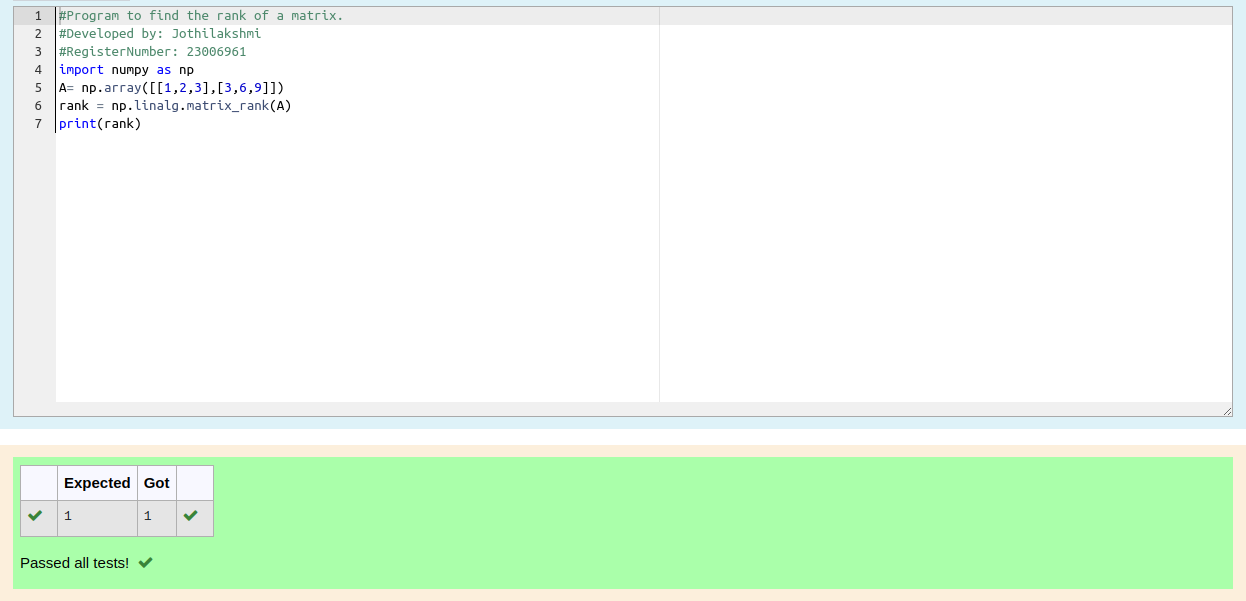 1 #Program to find the rank of a matrix.
2 #Developed by: Jothilakshmi
3 #RegisterNumber: 23006961
4 import numpy as np
5 A= np.array([[1,2,3],[3,6,9]])
6 rank = np.linalg.matrix_rank(A)
7 print(rank)
Expected Got
1 1
Passed all tests!